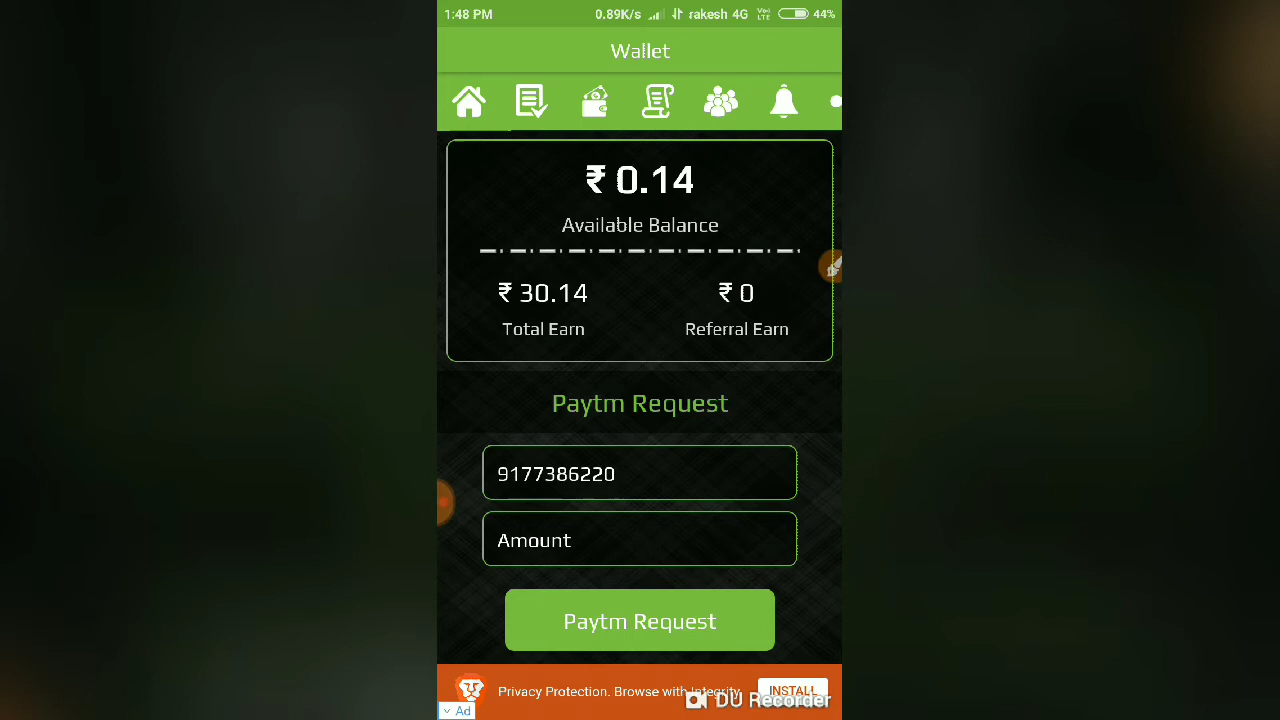 1:48 PM 0.89K/s rakesh 4G VoLTE 44%
Wallet
₹ 0.14
Available Balance
₹ 30.14 ₹ 0
Total Earn Referral Earn
Paytm Request
9177386220
Amount
Paytm Request
Privacy Protection. Browse with Integrity. INSTALL
DU Recorder
Ad